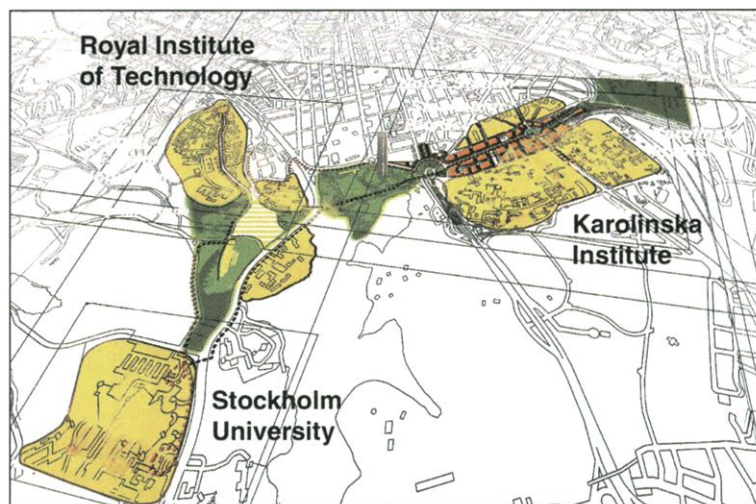 Royal Institute
of Technology
Karolinska
Institute
Stockholm
University